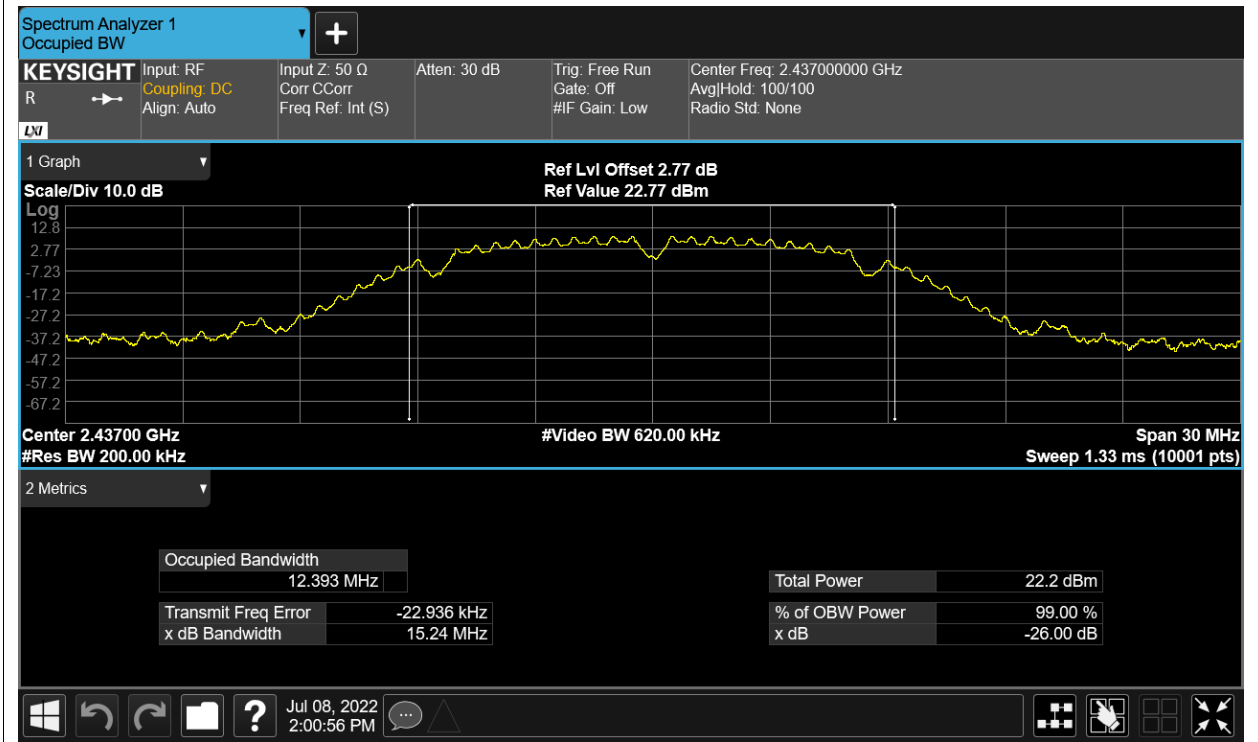 Spectrum Analyzer 1
Occupied BW
▼
+
KEYSIGHT
R
LXI
Input: RF
Coupling: DC
Align: Auto
Input Z: 50 Ω
Corr CCorr
Freq Ref: Int (S)
Atten: 30 dB
Trig: Free Run
Gate: Off
#IF Gain: Low
Center Freq: 2.437000000 GHz
Avg|Hold: 100/100
Radio Std: None
1 Graph ▼
Scale/Div 10.0 dB
Ref Lvl Offset 2.77 dB
Ref Value 22.77 dBm
Log
12.8
2.77
-7.23
-17.2
-27.2
-37.2
-47.2
-57.2
-67.2
Center 2.43700 GHz
#Res BW 200.00 kHz
#Video BW 620.00 kHz
Span 30 MHz
Sweep 1.33 ms (10001 pts)
2 Metrics ▼
Occupied Bandwidth
12.393 MHz
Transmit Freq Error -22.936 kHz
x dB Bandwidth 15.24 MHz
Total Power 22.2 dBm
% of OBW Power 99.00 %
x dB -26.00 dB
?
Jul 08, 2022
2:00:56 PM